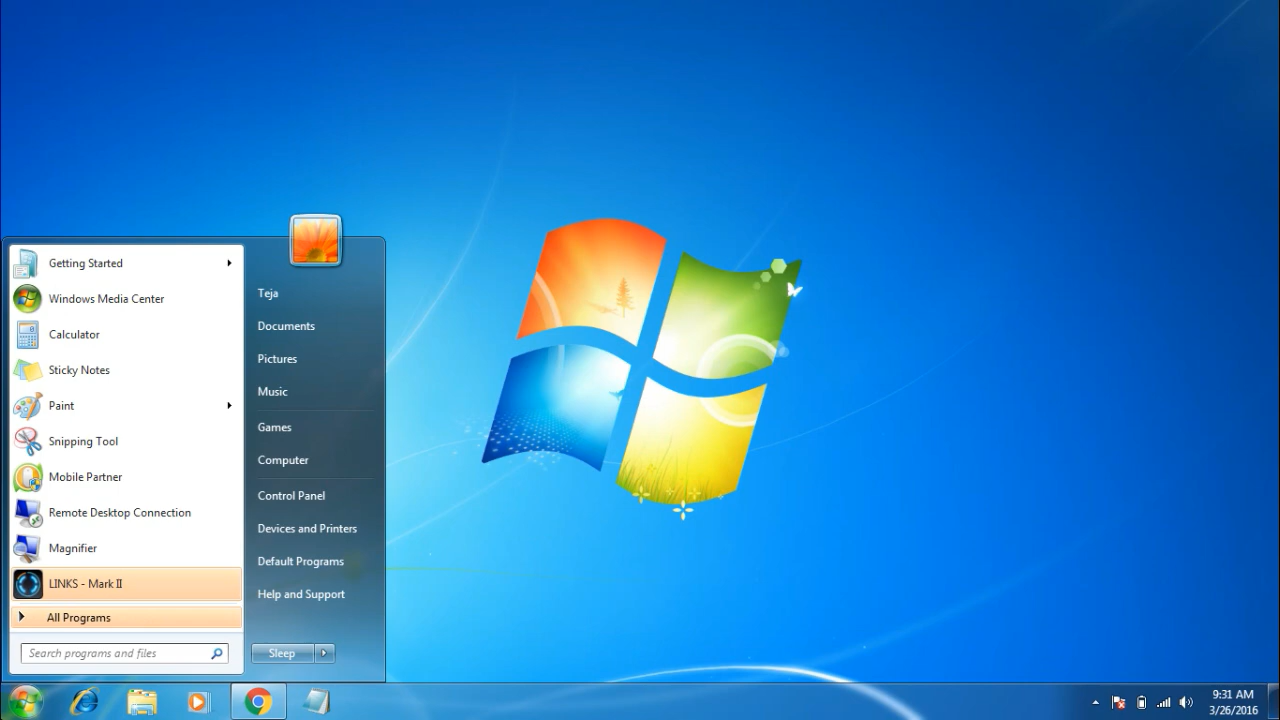 Getting Started
Windows Media Center
Calculator
Sticky Notes
Paint
Snipping Tool
Mobile Partner
Remote Desktop Connection
Magnifier
LINKS - Mark II
All Programs
Search programs and files
Teja
Documents
Pictures
Music
Games
Computer
Control Panel
Devices and Printers
Default Programs
Help and Support
Sleep
9:31 AM
3/26/2016